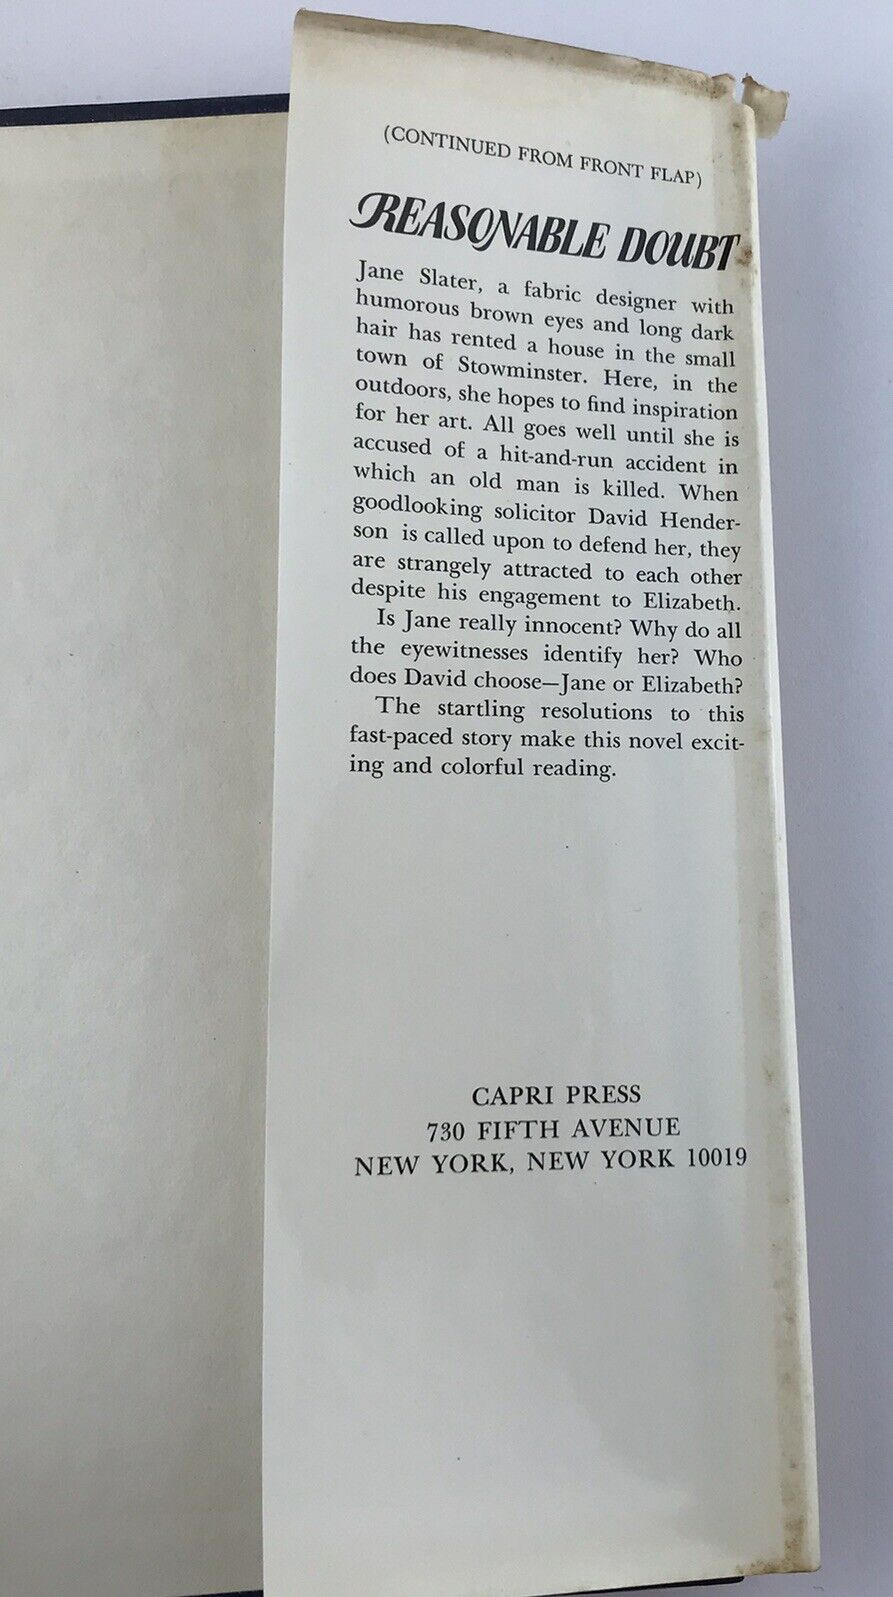 (CONTINUED FROM FRONT FLAP)
REASONABLE DOUBT
Jane Slater, a fabric designer with
humorous brown eyes and long dark
hair has rented a house in the small
town of Stowminster. Here, in the
outdoors, she hopes to find inspiration
for her art. All goes well until she is
accused of a hit-and-run accident in
which an old man is killed. When
goodlooking solicitor David Hender-
son is called upon to defend her, they
are strangely attracted to each other
despite his engagement to Elizabeth.
Is Jane really innocent? Why do all
the eyewitnesses identify her? Who
does David choose—Jane or Elizabeth?
The startling resolutions to this
fast-paced story make this novel excit-
ing and colorful reading.
CAPRI PRESS
730 FIFTH AVENUE
NEW YORK, NEW YORK 10019